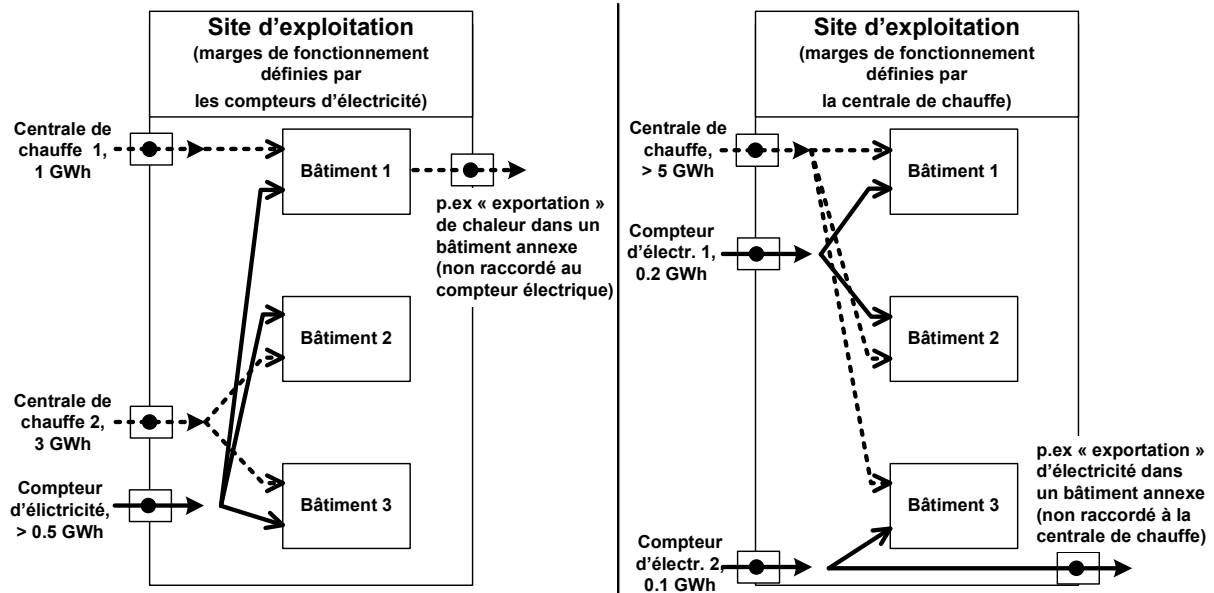 Site d'exploitation
(marges de fonctionnement
définies par
les compteurs d'électricité)
Centrale de
chauffe 1,
1 GWh
Bâtiment 1
p.ex « exportation »
de chaleur dans un
bâtiment annexe
(non raccordé au
compteur électrique)
Bâtiment 2
Centrale de
chauffe 2,
3 GWh
Compteur
d'élictricité,
> 0.5 GWh
Bâtiment 3
Site d'exploitation
(marges de fonctionnement
définies par
la centrale de chauffe)
Centrale de
chauffe,
> 5 GWh
Bâtiment 1
Compteur
d'électr. 1,
0.2 GWh
Bâtiment 2
p.ex « exportation »
d'électricité dans
un bâtiment annexe
(non raccordé à la
centrale de chauffe)
Bâtiment 3
Compteur
d'électr. 2,
0.1 GWh